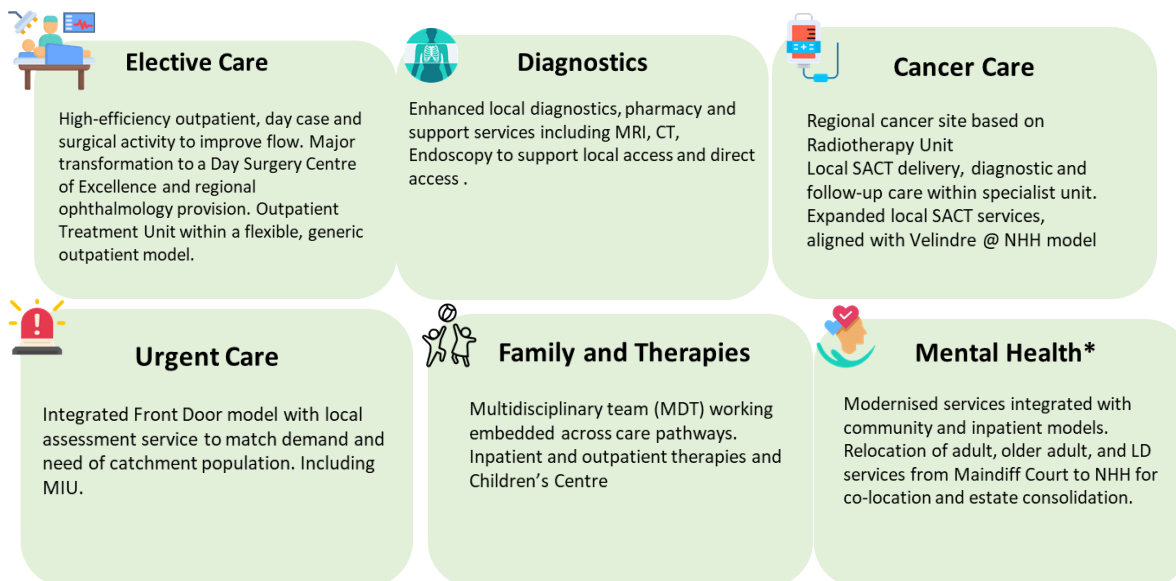 Elective Care
High-efficiency outpatient, day case and
surgical activity to improve flow. Major
transformation to a Day Surgery Centre
of Excellence and regional
ophthalmology provision. Outpatient
Treatment Unit within a flexible, generic
outpatient model.
Diagnostics
Enhanced local diagnostics, pharmacy and
support services including MRI, CT,
Endoscopy to support local access and direct
access .
Cancer Care
Regional cancer site based on
Radiotherapy Unit
Local SACT delivery, diagnostic and
follow-up care within specialist unit.
Expanded local SACT services,
aligned with Velindre @ NHH model
Urgent Care
Integrated Front Door model with local
assessment service to match demand and
need of catchment population. Including
MIU.
Family and Therapies
Multidisciplinary team (MDT) working
embedded across care pathways.
Inpatient and outpatient therapies and
Children’s Centre
Mental Health*
Modernised services integrated with
community and inpatient models.
Relocation of adult, older adult, and LD
services from Maindiff Court to NHH for
co-location and estate consolidation.